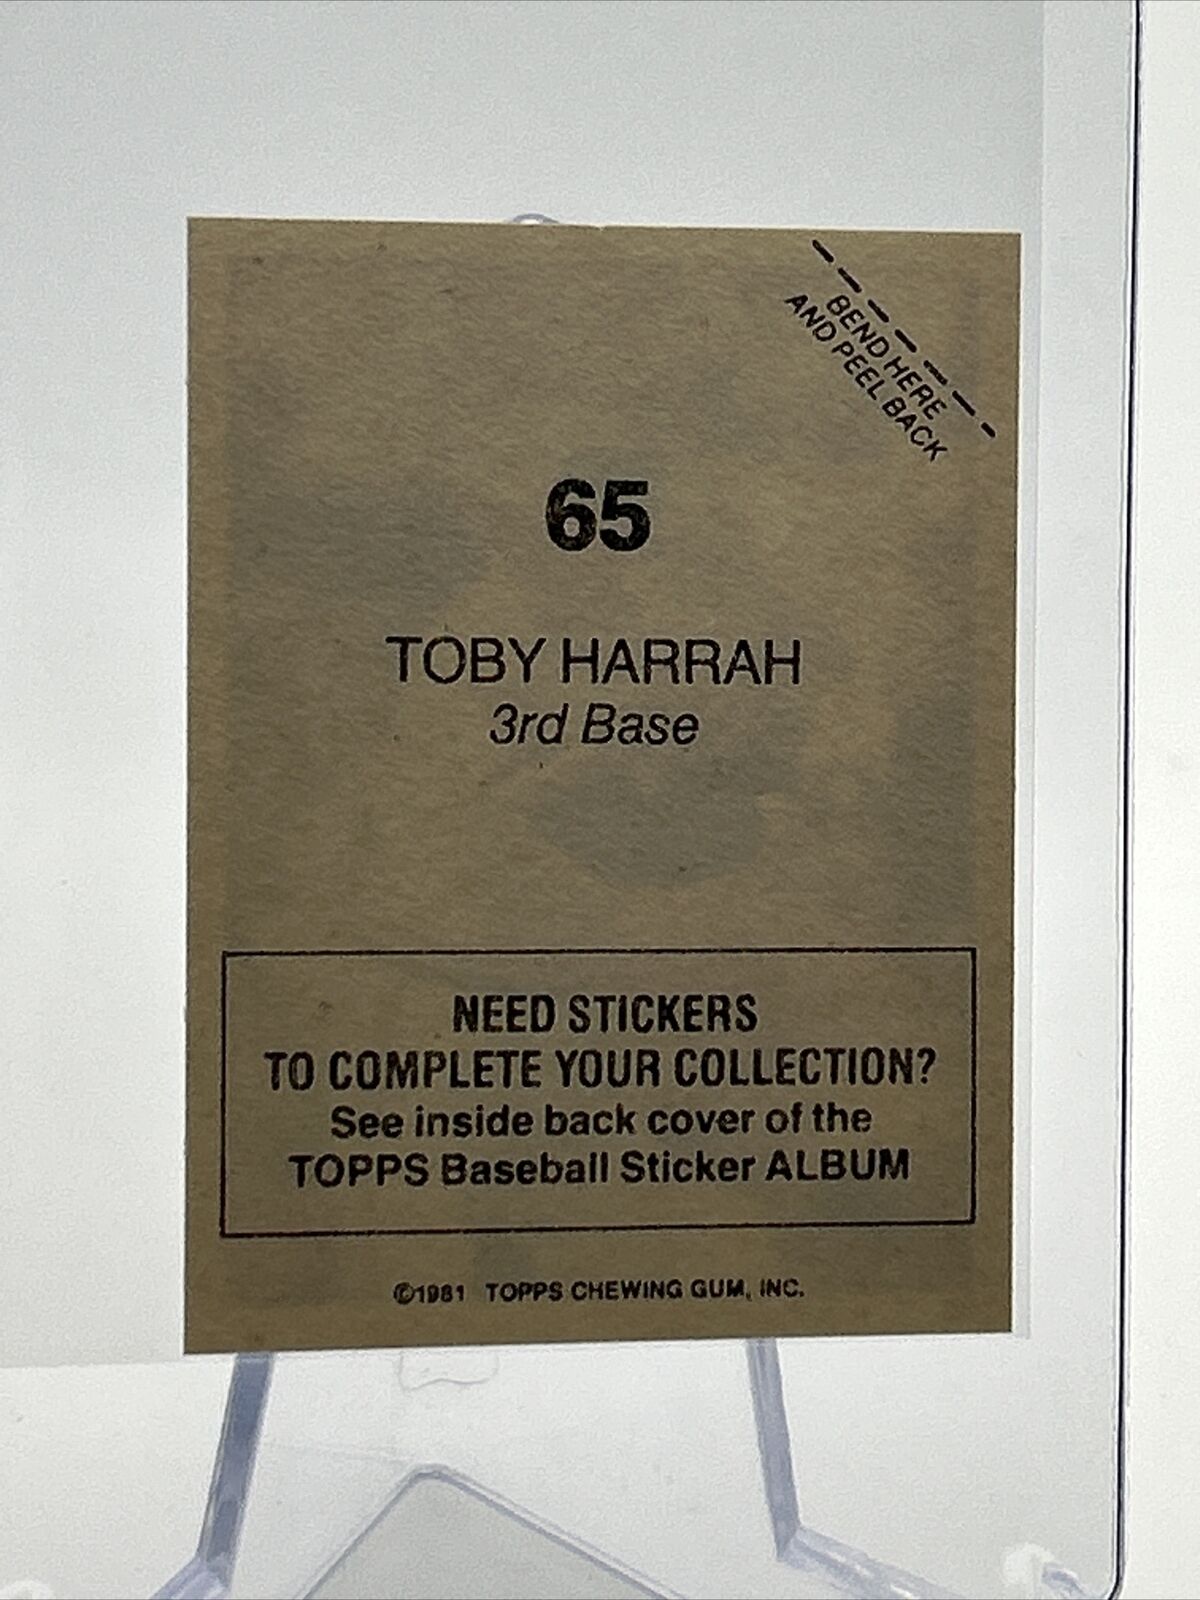 BEND HERE
AND PEEL BACK
65
TOBY HARRAH
3rd Base
NEED STICKERS
TO COMPLETE YOUR COLLECTION?
See inside back cover of the
TOPPS Baseball Sticker ALBUM
©1981 TOPPS CHEWING GUM, INC.